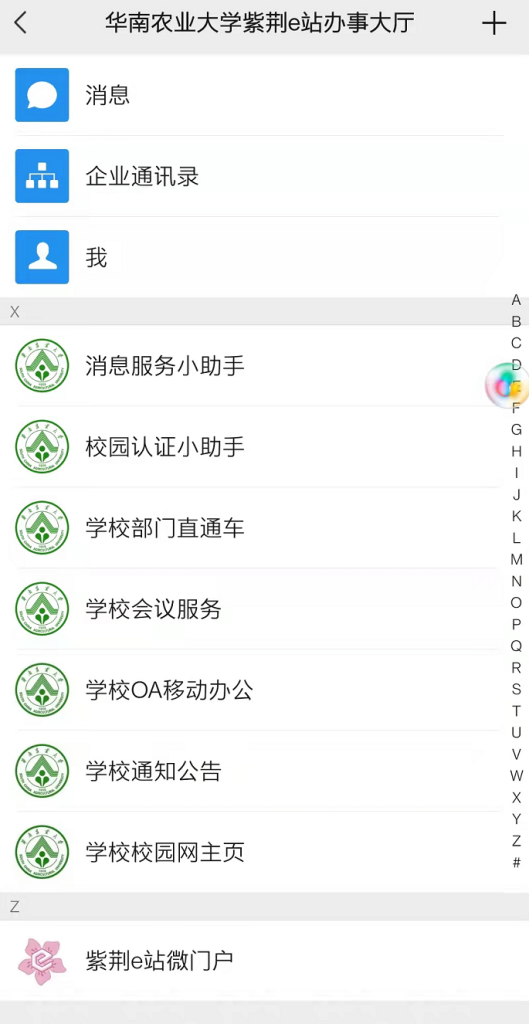 华南农业大学紫荆e站办事大厅
消息
企业通讯录
我
X
消息服务小助手
校园认证小助手
学校部门直通车
学校会议服务
学校OA移动办公
学校通知公告
学校校园网主页
Z
紫荆e站微门户
A
B
C
D
F
G
H
I
J
K
L
M
N
O
P
Q
R
S
T
U
V
W
X
Y
Z
#